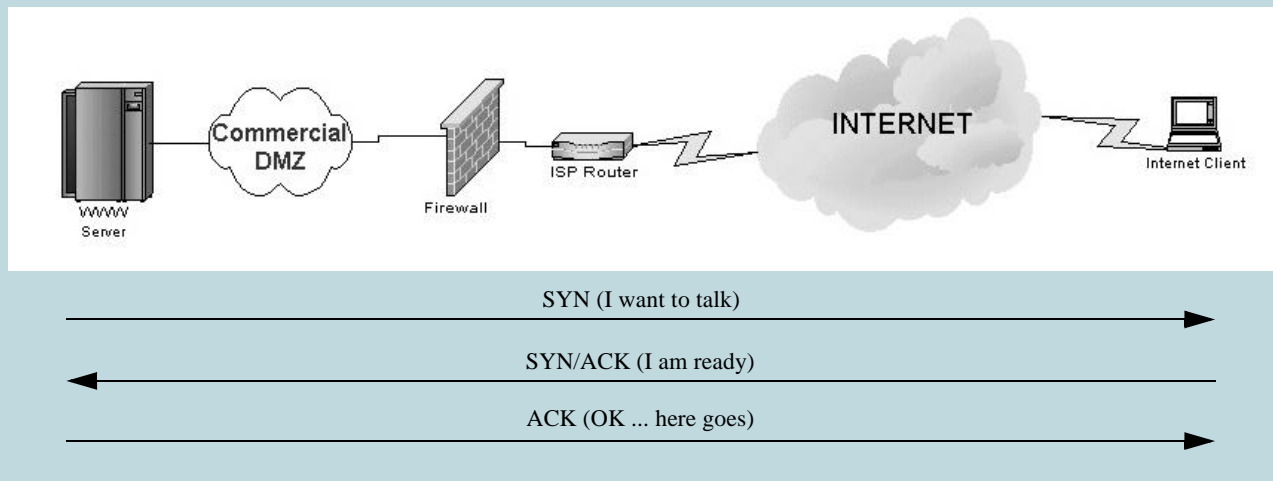 Commercial
DMZ
INTERNET
ISP Router
Internet Client
Firewall
Server
SYN (I want to talk)
SYN/ACK (I am ready)
ACK (OK ... here goes)